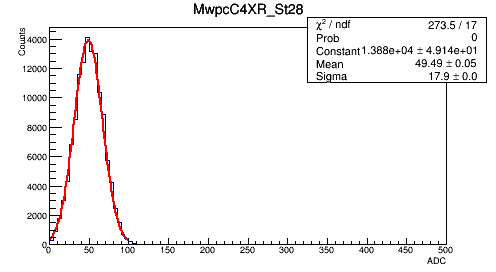 MwpcC4XR_St28
χ² / ndf 273.5 / 17
Prob 0
Constant 1.388e+04 ± 4.914e+01
Mean 49.49 ± 0.05
Sigma 17.9 ± 0.0
Counts
14000
12000
10000
8000
6000
4000
2000
0
0 50 100 150 200 250 300 350 400 450 500
ADC